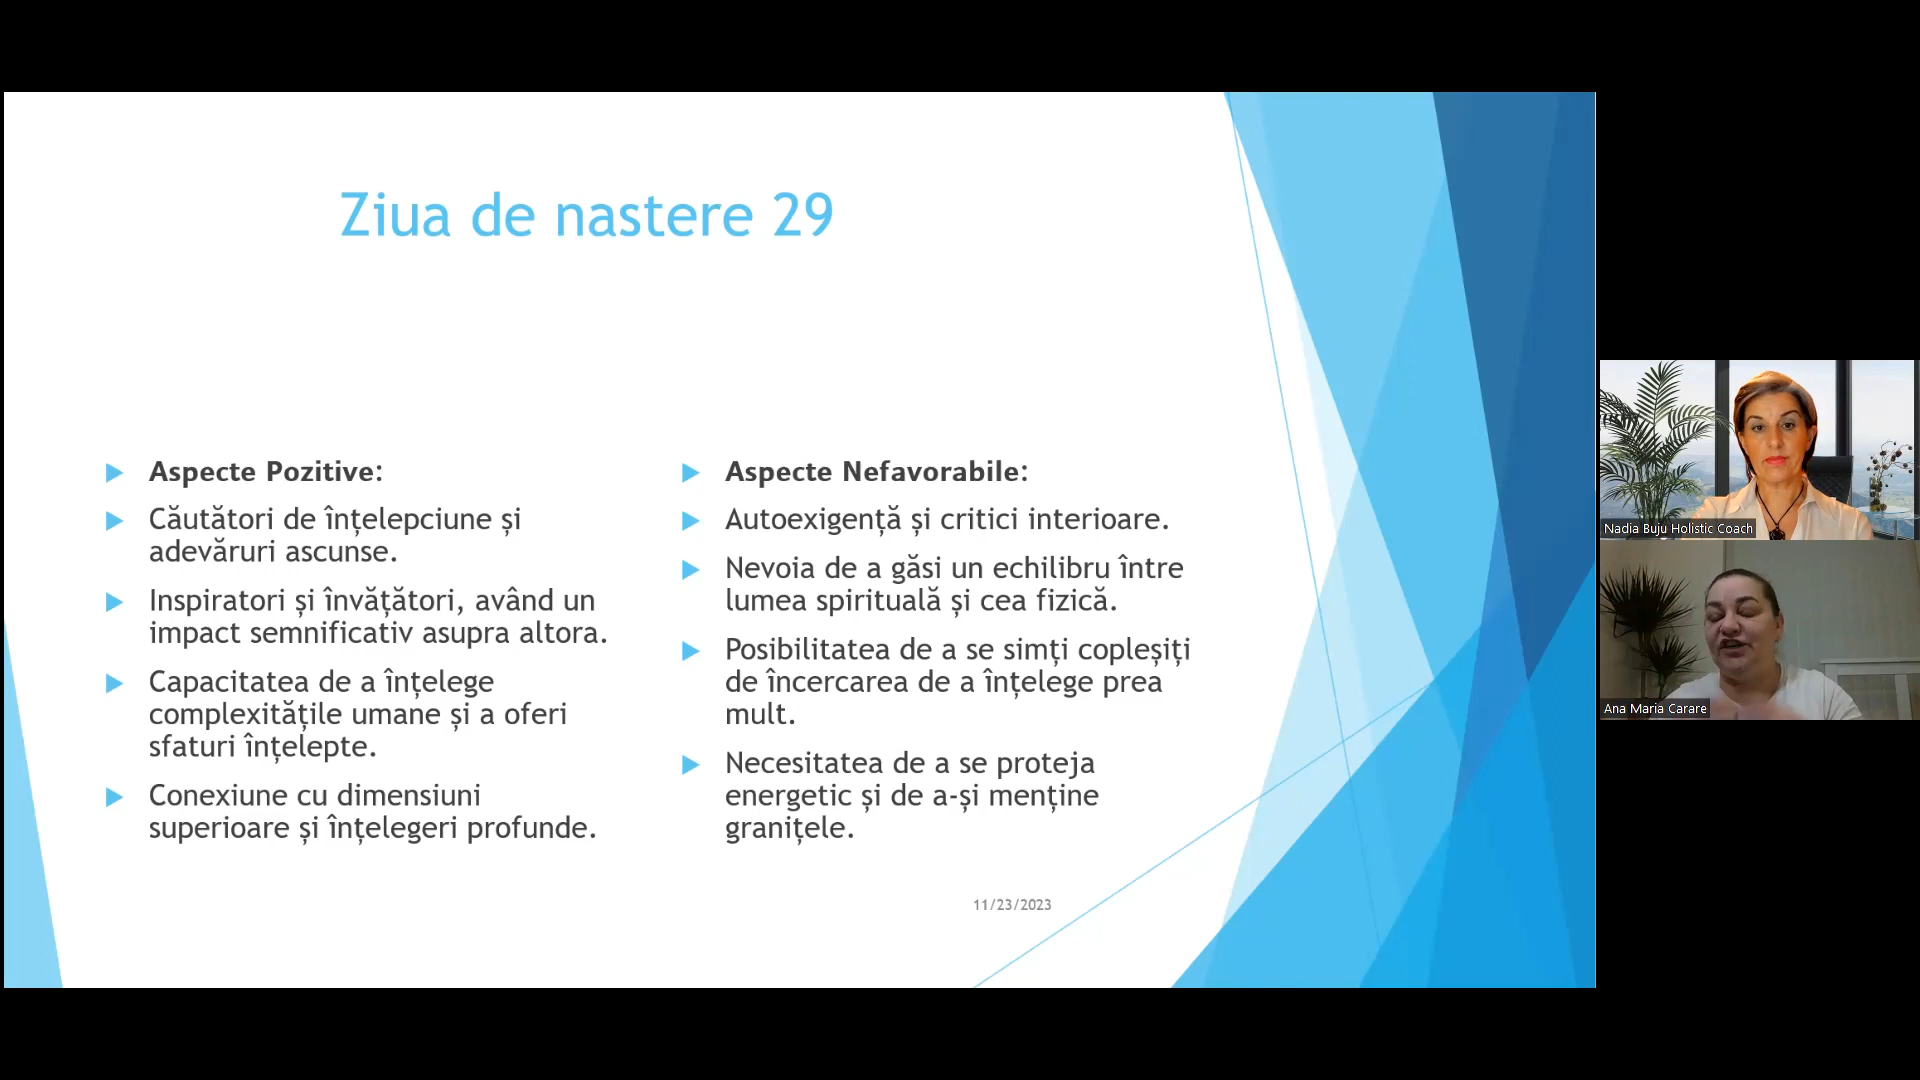 Ziua de nastere 29
Aspecte Pozitive:
Căutători de înțelepciune și
adevăruri ascunse.
Inspiratori și învățători, având un
impact semnificativ asupra altora.
Capacitatea de a înțelege
complexitățile umane și a oferi
sfaturi înțelepte.
Conexiune cu dimensiuni
superioare și înțelegeri profunde.
Aspecte Nefavorabile:
Autoexigență și critici interioare.
Nevoia de a găsi un echilibru între
lumea spirituală și cea fizică.
Posibilitatea de a se simți copleșiți
de încercarea de a înțelege prea
mult.
Necesitatea de a se proteja
energetic și de a-și menține
granițele.
11/23/2023
Nadia Buju Holistic Coach
Ana Maria Carare